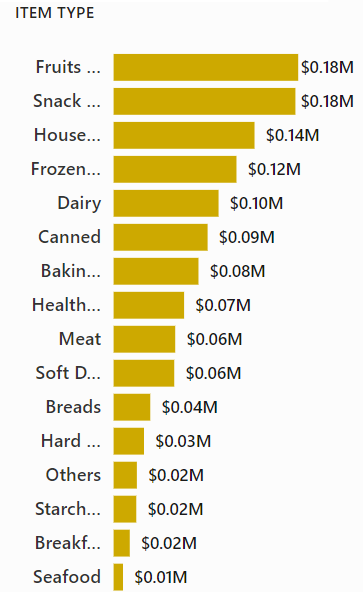 ITEM TYPE
Fruits ... $0.18M
Snack ... $0.18M
House... $0.14M
Frozen... $0.12M
Dairy $0.10M
Canned $0.09M
Bakin... $0.08M
Health... $0.07M
Meat $0.06M
Soft D... $0.06M
Breads $0.04M
Hard ... $0.03M
Others $0.02M
Starch... $0.02M
Breakf... $0.02M
Seafood $0.01M